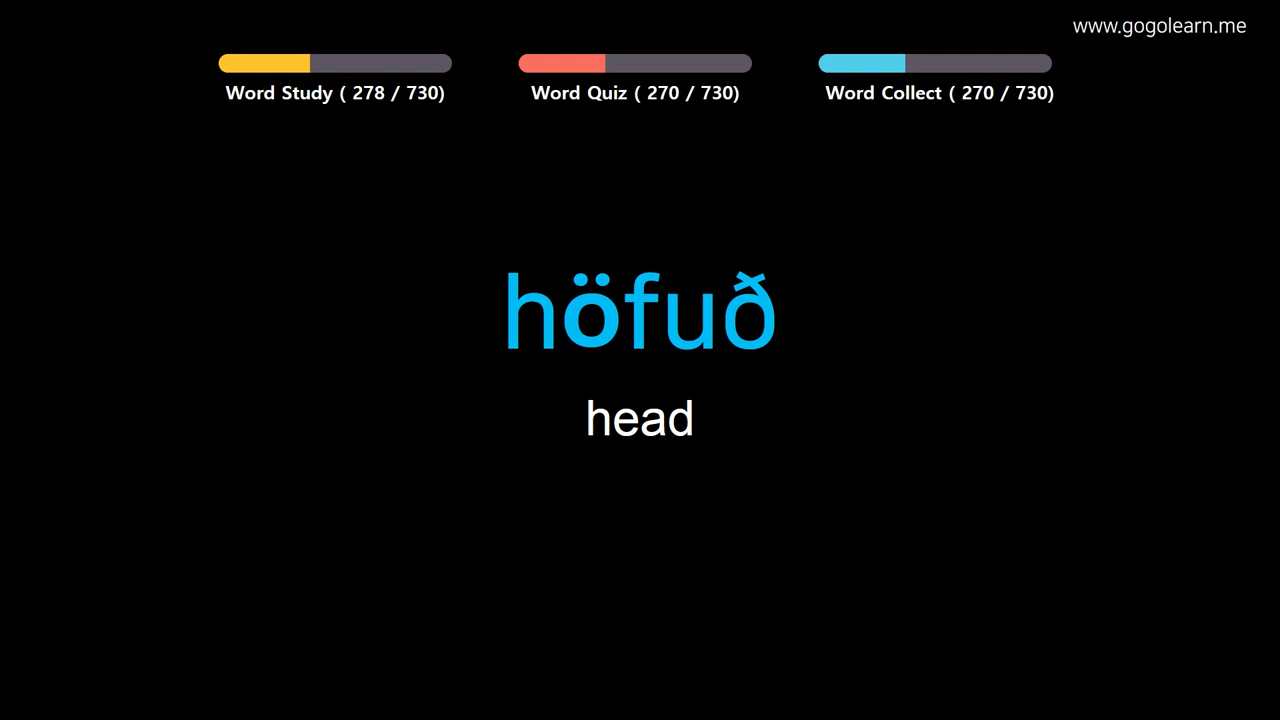 www.gogolearn.me
Word Study ( 278 / 730)
Word Quiz ( 270 / 730)
Word Collect ( 270 / 730)
höfuð
head